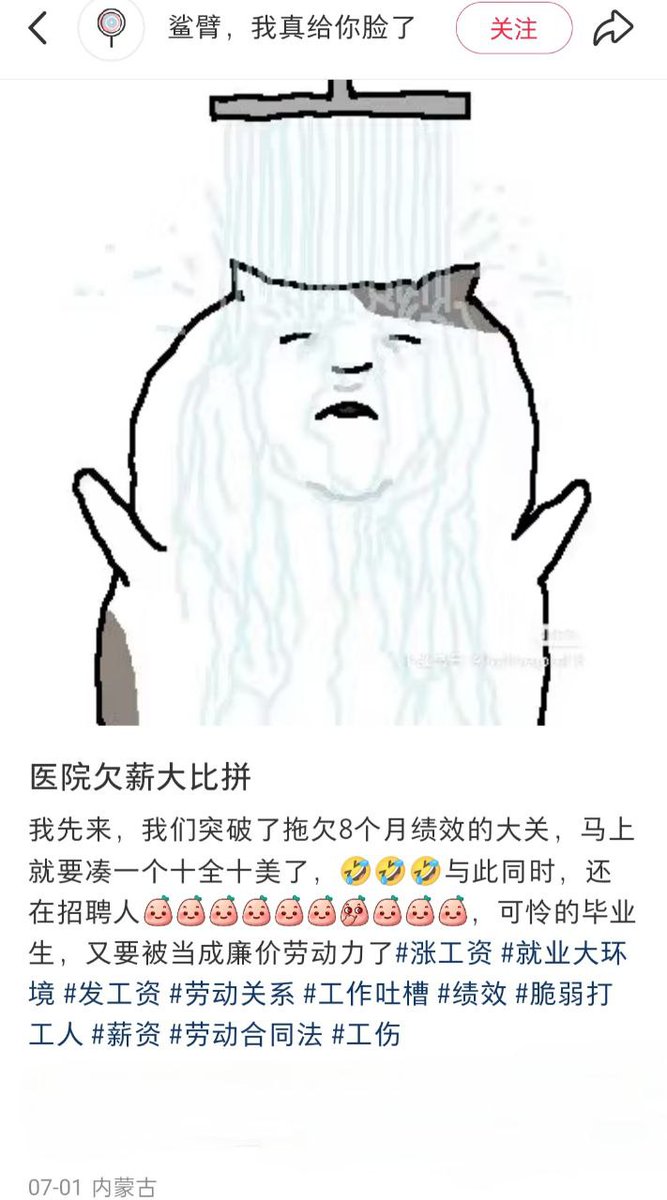 鲨臂，我真给你脸了
关注
医院欠薪大比拼
我先来，我们突破了拖欠8个月绩效的大关，马上
就要凑一个十全十美了，🤣🤣🤣与此同时，还
在招聘人，可怜的毕业
生，又要被当成廉价劳动力了#涨工资 #就业大环
境 #发工资 #劳动关系 #工作吐槽 #绩效 #脆弱打
工人 #薪资 #劳动合同法 #工伤
07-01 内蒙古